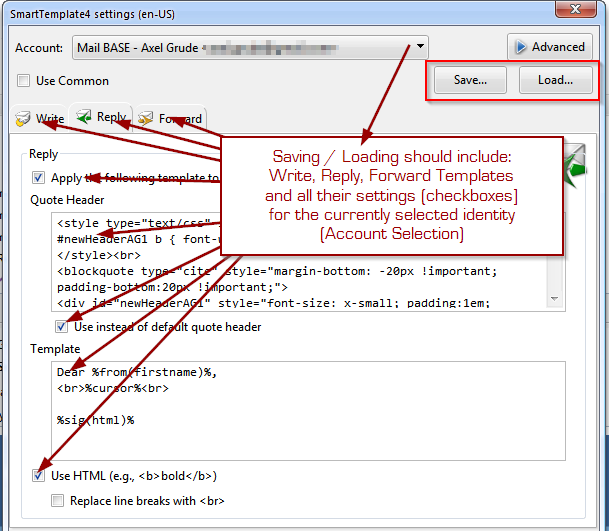 SmartTemplate4 settings (en-US)
Account: Mail BASE - Axel Grude
Advanced
Use Common
Save... Load...
Write Reply Forward
Saving / Loading should include:
Write, Reply, Forward Templates
and all their settings (checkboxes)
for the currently selected identity
(Account Selection)
Reply
Apply the following template to
Quote Header
<style type="text/css"
#newHeaderAG1 b { font-
</style><br>
<blockquote type="cite" style="margin-bottom: -20px !important;
padding-bottom:20px !important;">
<div id="newHeaderAG1" style="font-size: x-small; padding:1em;
Use instead of default quote header
Template
Dear %from(firstname)%,
<br>%cursor%<br>
%sig(html)%
Use HTML (e.g., <b>bold</b>)
Replace line breaks with <br>